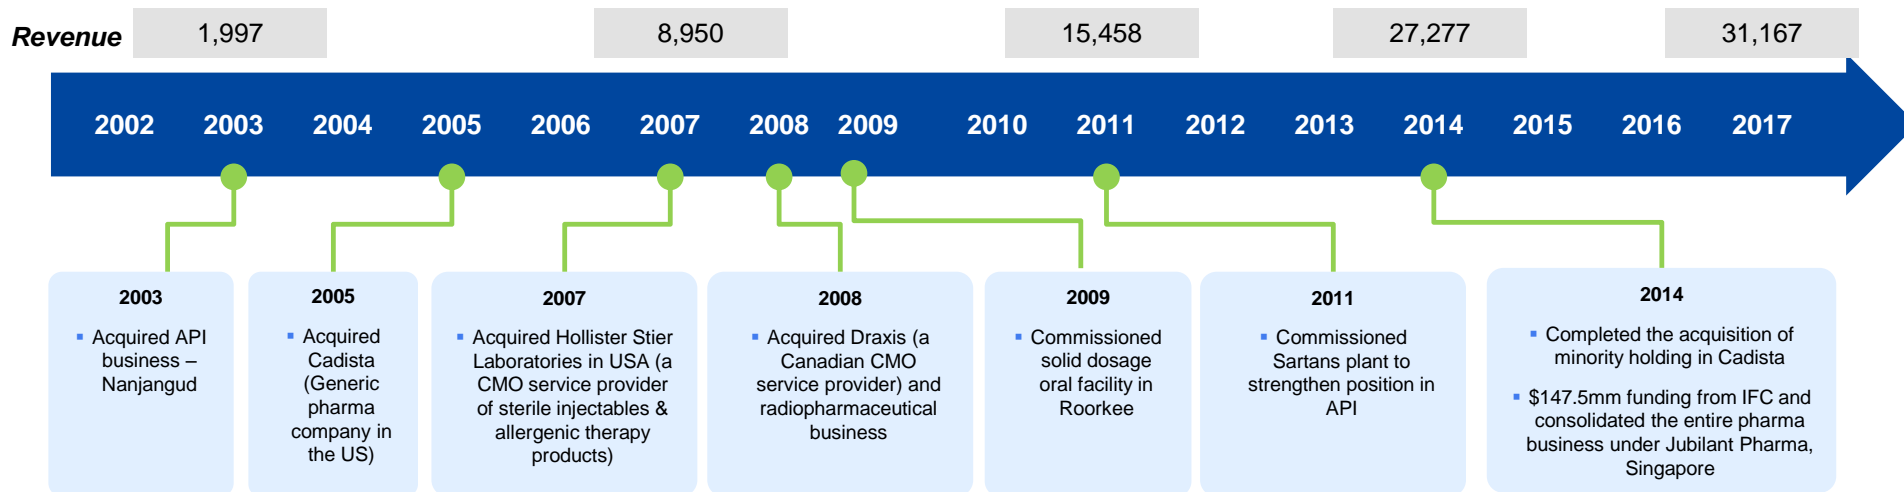 Revenue 1,997 8,950 15,458 27,277 31,167
2002 2003 2004 2005 2006 2007 2008 2009 2010 2011 2012 2013 2014 2015 2016 2017
2003
▪ Acquired API
business –
Nanjangud
2005
▪ Acquired
Cadista
(Generic
pharma
company in
the US)
2007
▪ Acquired Hollister Stier
Laboratories in USA (a
CMO service provider
of sterile injectables &
allergenic therapy
products)
2008
▪ Acquired Draxis (a
Canadian CMO
service provider) and
radiopharmaceutical
business
2009
▪ Commissioned
solid dosage
oral facility in
Roorkee
2011
▪ Commissioned
Sartans plant to
strengthen position in
API
2014
▪ Completed the acquisition of
minority holding in Cadista
▪ $147.5mm funding from IFC and
consolidated the entire pharma
business under Jubilant Pharma,
Singapore